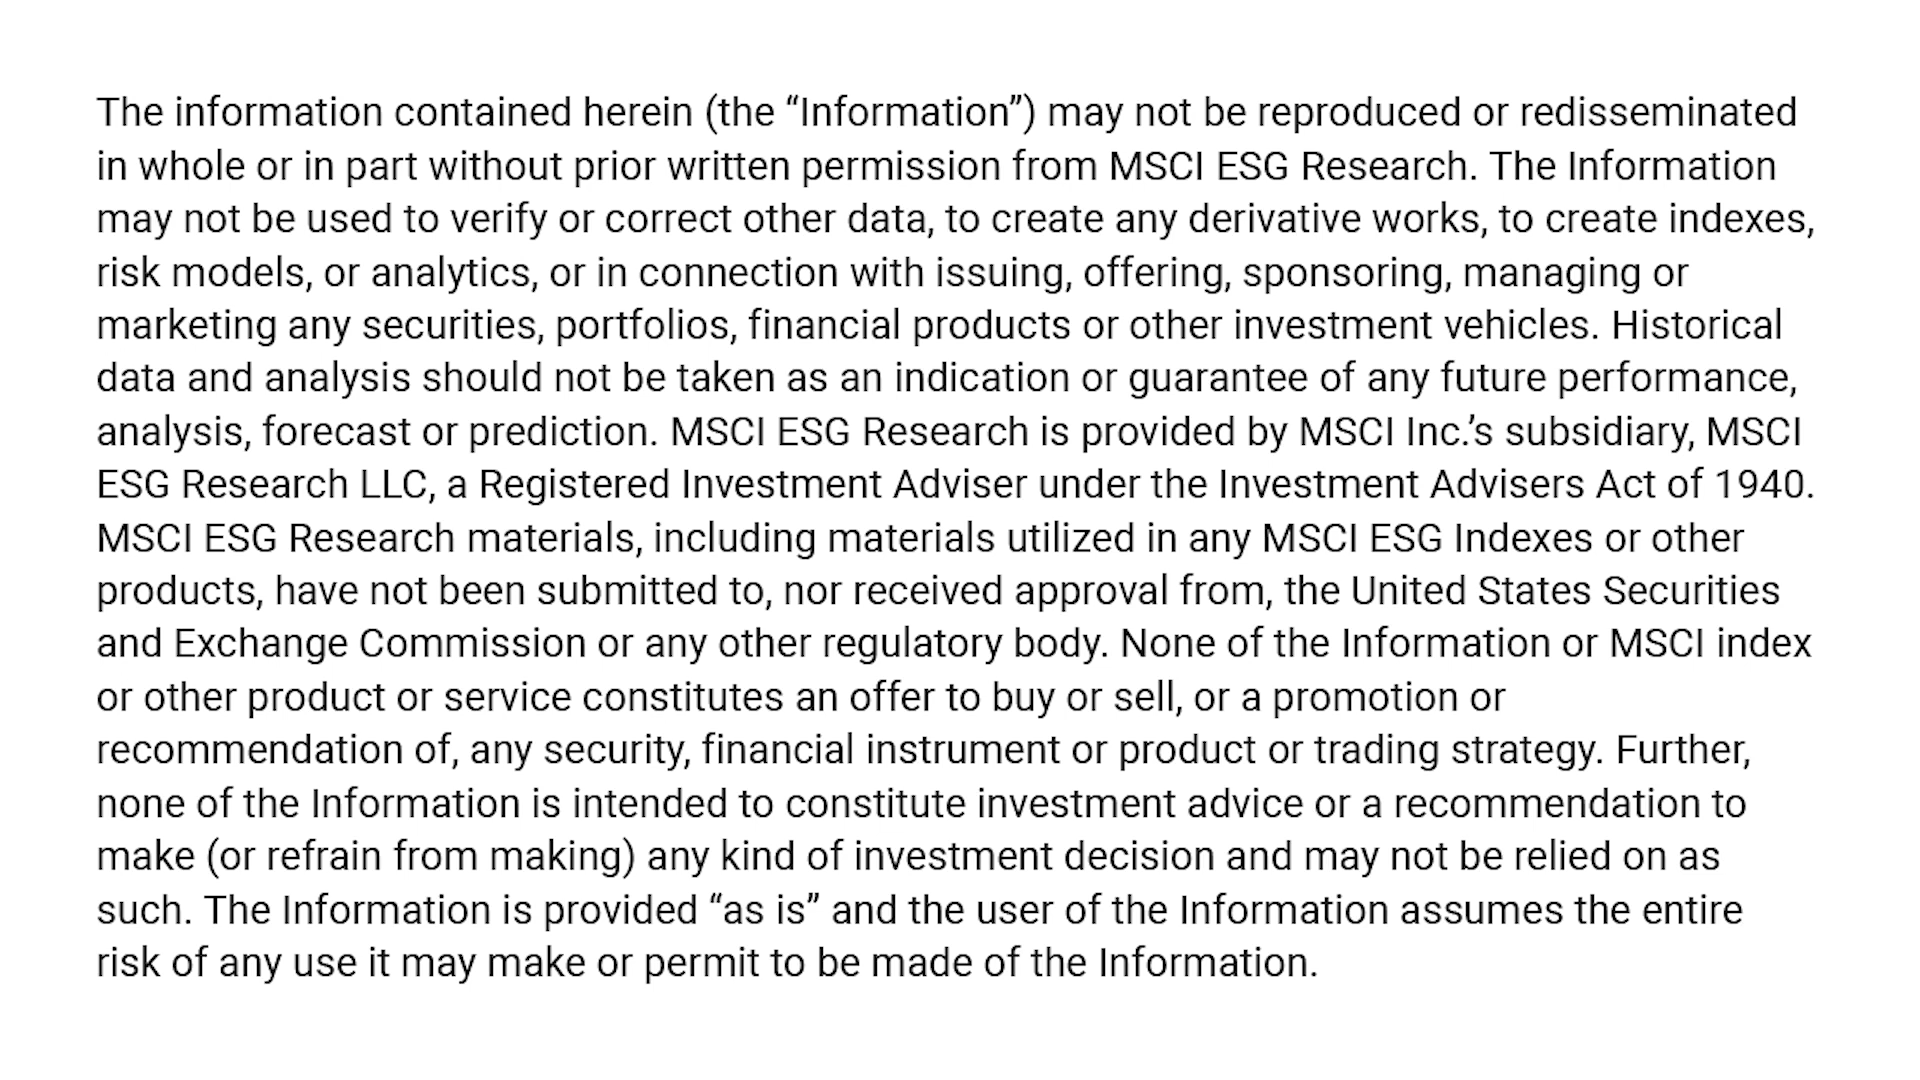 The information contained herein (the “Information”) may not be reproduced or redisseminated
in whole or in part without prior written permission from MSCI ESG Research. The Information
may not be used to verify or correct other data, to create any derivative works, to create indexes,
risk models, or analytics, or in connection with issuing, offering, sponsoring, managing or
marketing any securities, portfolios, financial products or other investment vehicles. Historical
data and analysis should not be taken as an indication or guarantee of any future performance,
analysis, forecast or prediction. MSCI ESG Research is provided by MSCI Inc.’s subsidiary, MSCI
ESG Research LLC, a Registered Investment Adviser under the Investment Advisers Act of 1940.
MSCI ESG Research materials, including materials utilized in any MSCI ESG Indexes or other
products, have not been submitted to, nor received approval from, the United States Securities
and Exchange Commission or any other regulatory body. None of the Information or MSCI index
or other product or service constitutes an offer to buy or sell, or a promotion or
recommendation of, any security, financial instrument or product or trading strategy. Further,
none of the Information is intended to constitute investment advice or a recommendation to
make (or refrain from making) any kind of investment decision and may not be relied on as
such. The Information is provided “as is” and the user of the Information assumes the entire
risk of any use it may make or permit to be made of the Information.